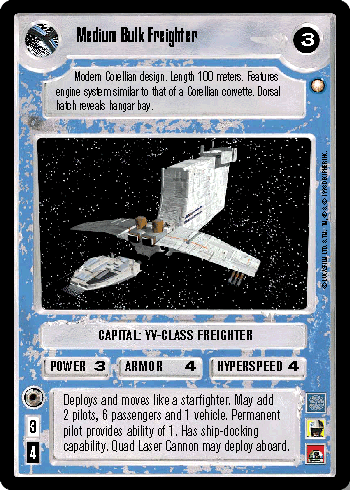 Medium Bulk Freighter
3
Modern Corellian design. Length 100 meters. Features
engine system similar to that of a Corellian corvette. Dorsal
hatch reveals hangar bay.
CAPITAL: VV-CLASS FREIGHTER
POWER 3 ARMOR 4 HYPERSPEED 4
Deploys and moves like a starfighter. May add
2 pilots, 6 passengers and 1 vehicle. Permanent
pilot provides ability of 1. Has ship-docking
capability. Quad Laser Cannon may deploy aboard.
3
4